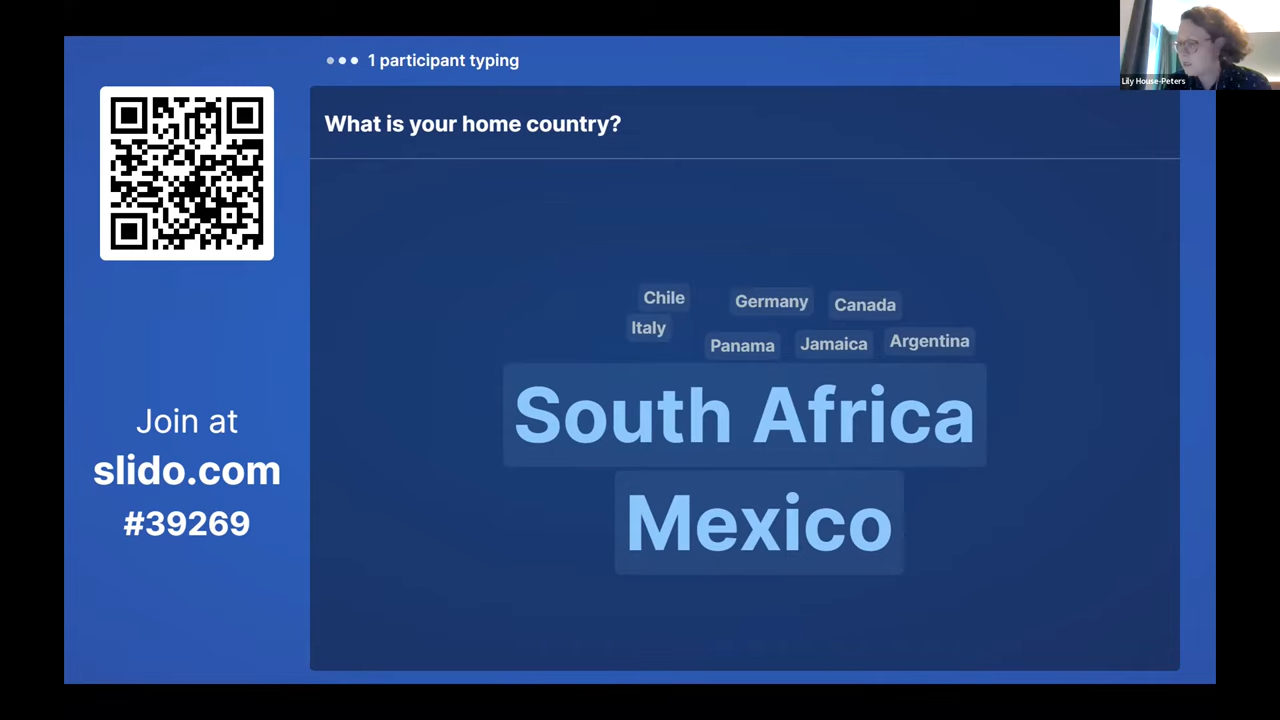 1 participant typing
Lily House-Peters
What is your home country?
Chile
Germany
Canada
Italy
Panama
Jamaica
Argentina
South Africa
Mexico
Join at
slido.com
#39269